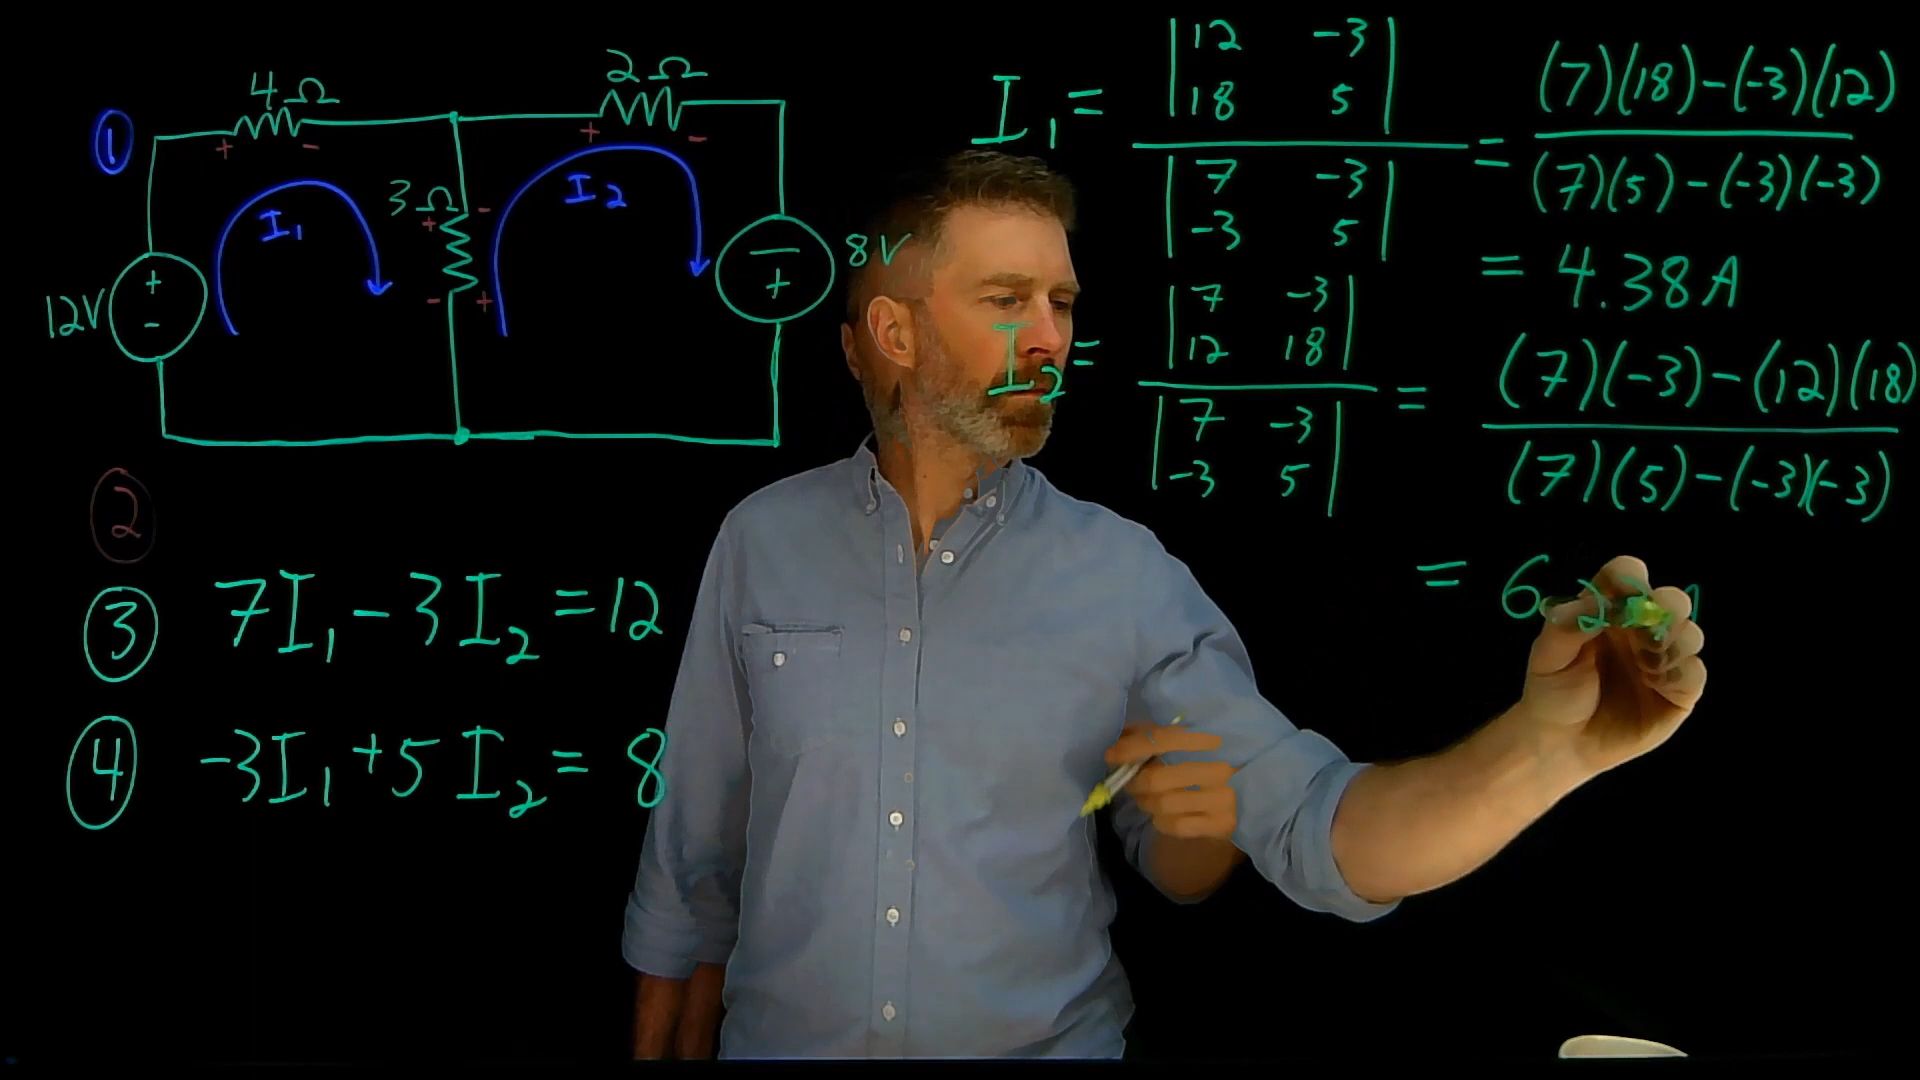 ①
4Ω
2Ω
+ - + -
3Ω
I₁
I₂
+ -
- +
12V
+
-
8V
-
+
②
③ 7I₁ - 3I₂ = 12
④ -3I₁ + 5I₂ = 8
I₁ = |12 -3| = (7)(18)-(-3)(12)
|18 5|
|7 -3| (7)(5)-(-3)(-3)
|-3 5|
= 4.38A
I₂ = |7 -3| = (7)(-3)-(12)(18)
|12 18|
|7 -3| (7)(5)-(-3)(-3)
|-3 5|
= 6.2